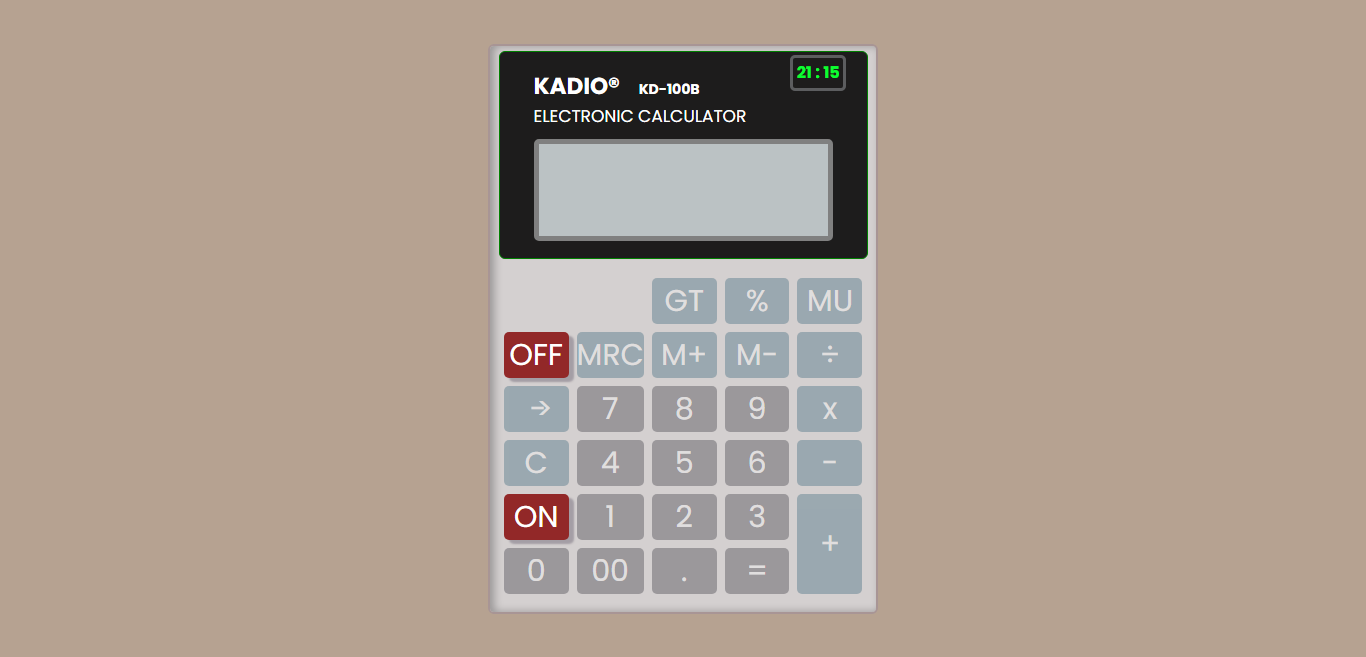 21 : 15
KADIO® KD-100B
ELECTRONIC CALCULATOR
GT % MU
OFF MRC M+ M- ÷
→ 7 8 9 x
C 4 5 6 -
ON 1 2 3
+
0 00 . =